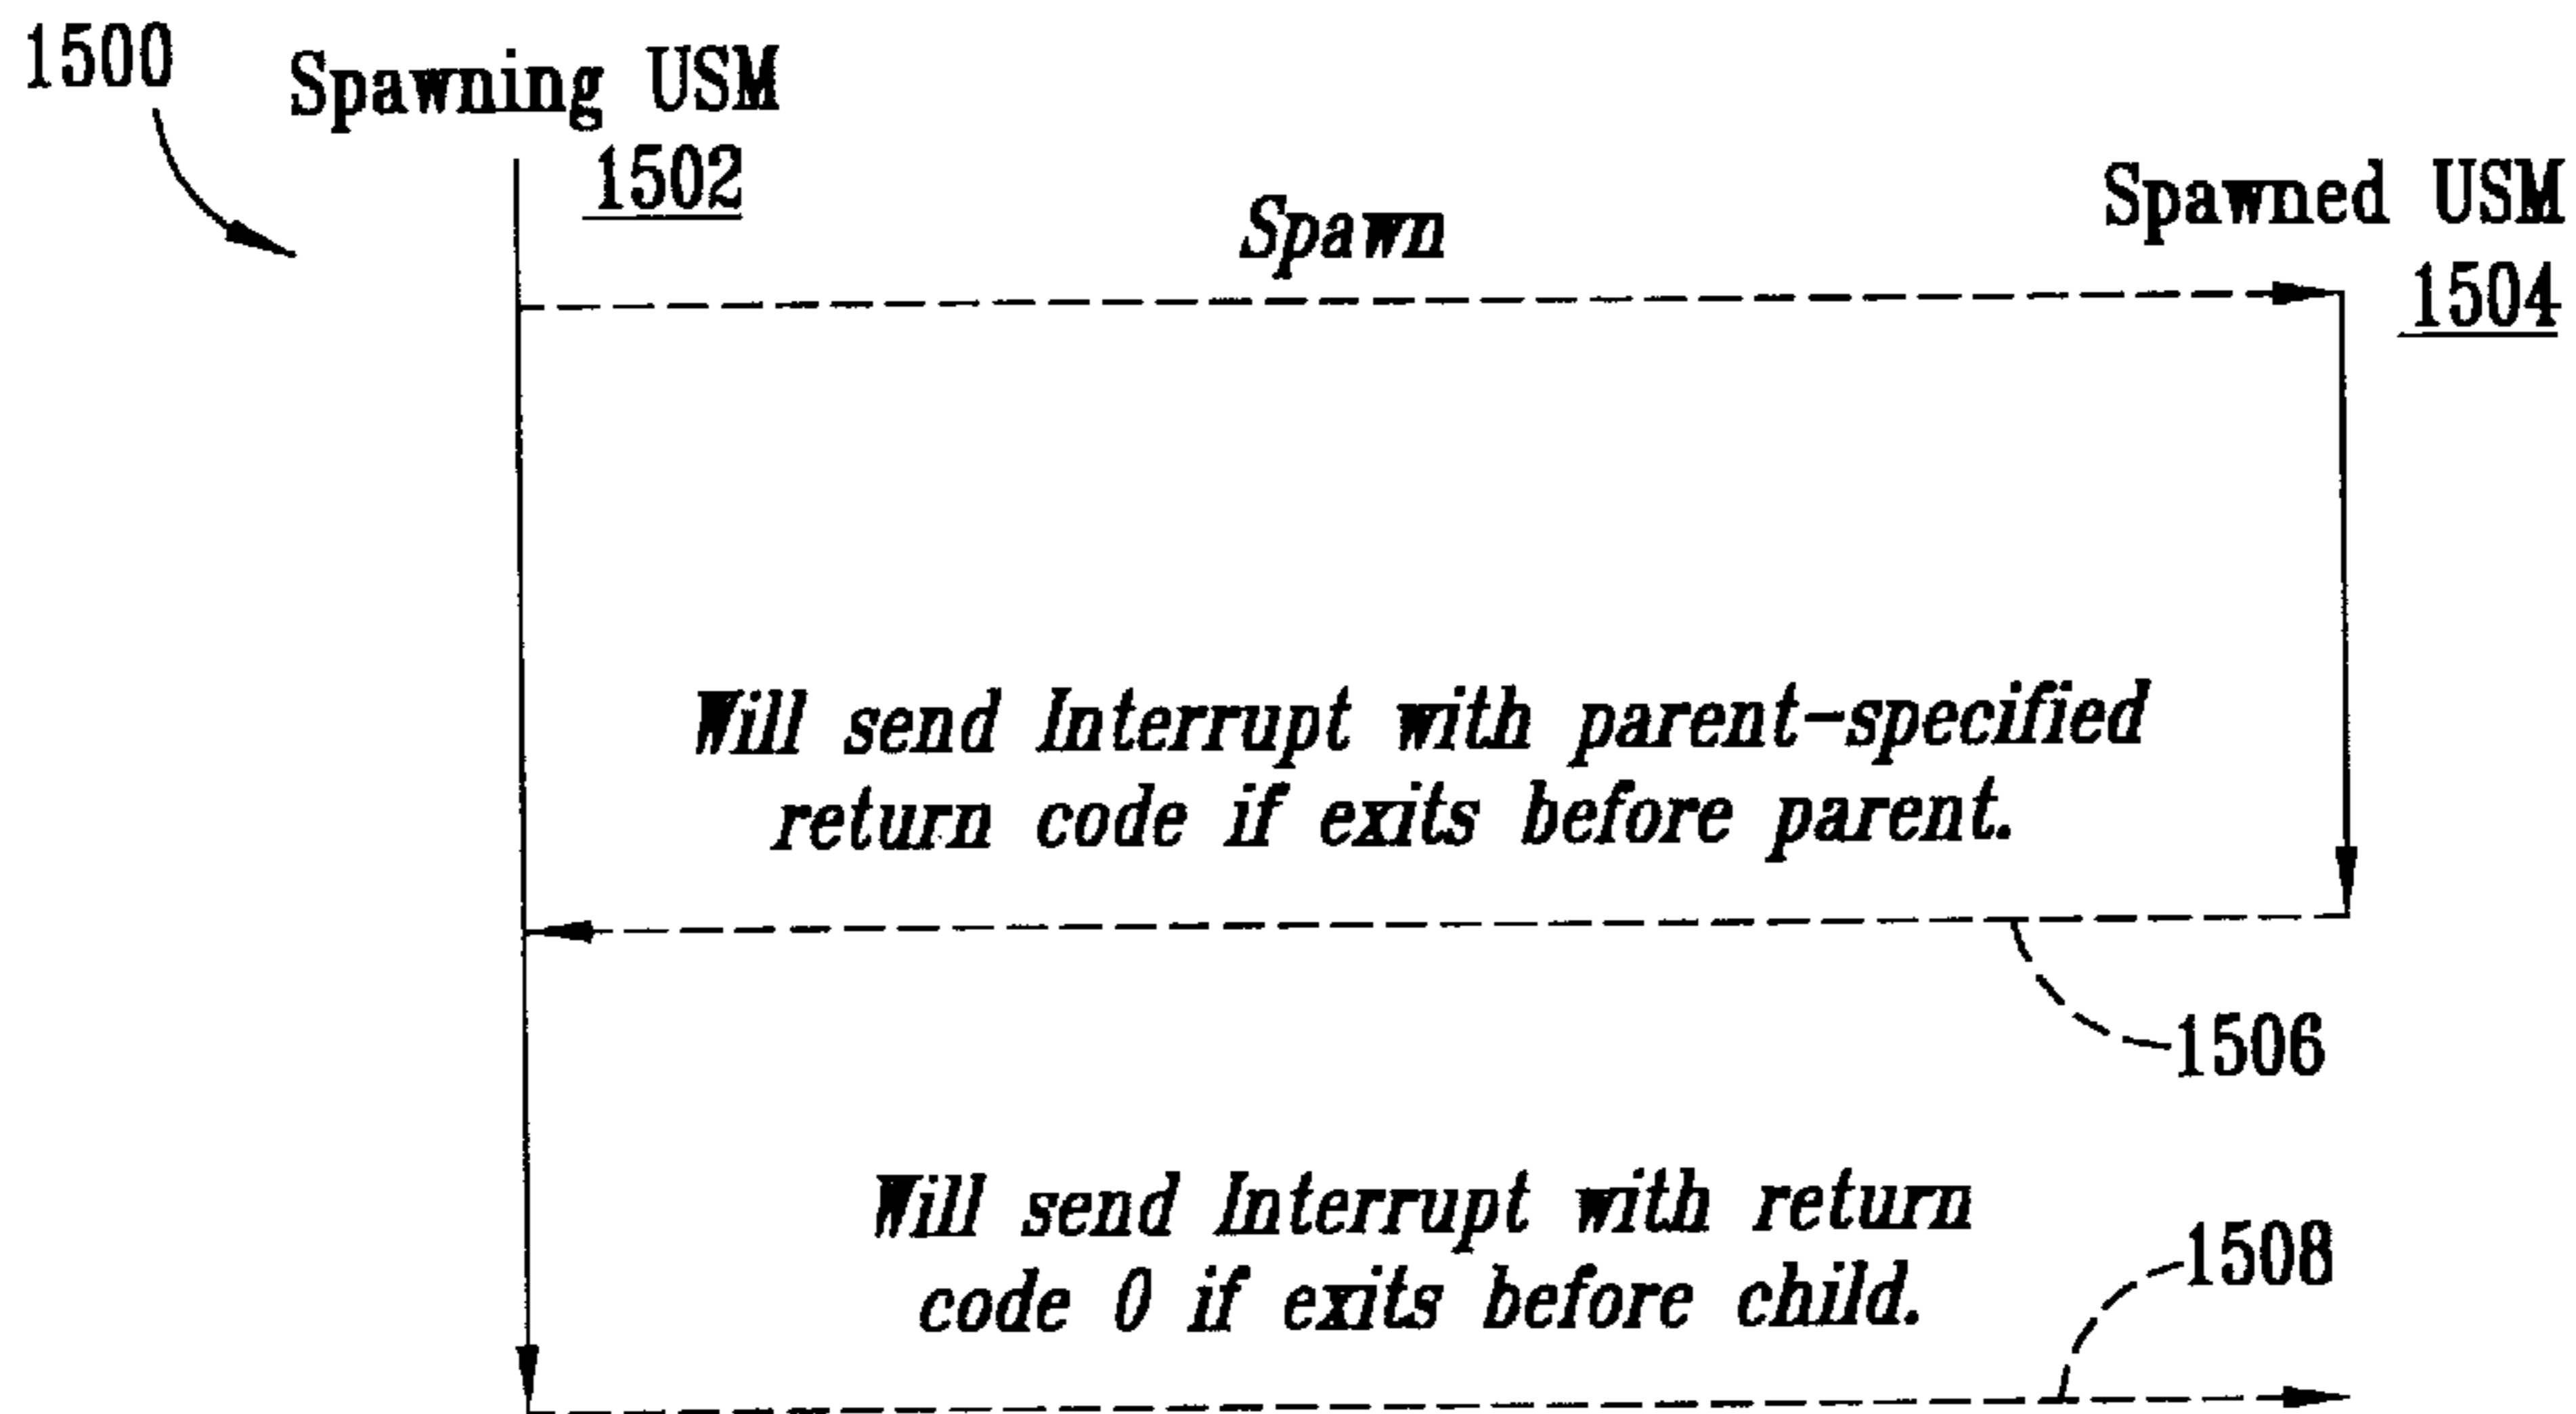 1500
Spawning USM
1502
Spawn
Spawned USM
1504
Will send Interrupt with parent-specified
return code if exits before parent.
1506
Will send Interrupt with return
code 0 if exits before child.
1508